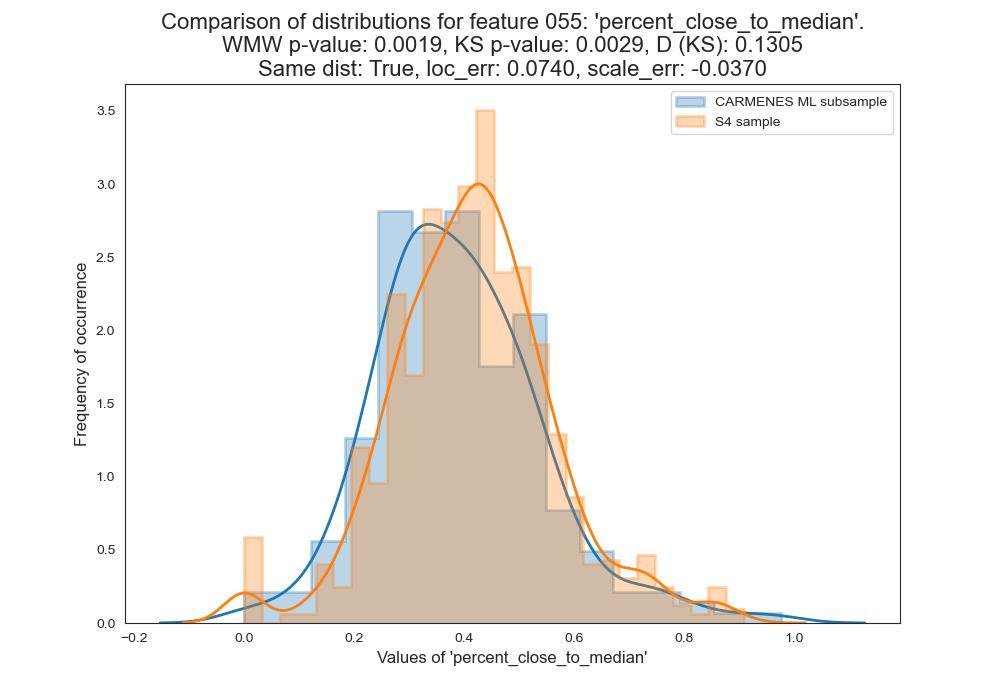 Comparison of distributions for feature 055: 'percent_close_to_median'.
WMW p-value: 0.0019, KS p-value: 0.0029, D (KS): 0.1305
Same dist: True, loc_err: 0.0740, scale_err: -0.0370
CARMENES ML subsample
S4 sample
3.5
3.0
2.5
2.0
1.5
1.0
0.5
0.0
Frequency of occurrence
-0.2
0.0
0.2
0.4
0.6
0.8
1.0
Values of 'percent_close_to_median'